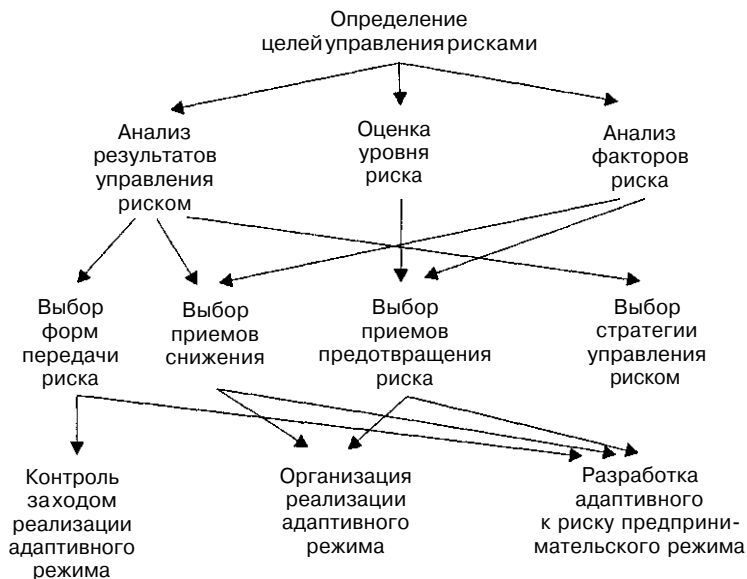 Определение
целей управления рисками
Анализ
результатов
управления
риском
Оценка
уровня
риска
Анализ
факторов
риска
Выбор
форм
передачи
риска
Выбор
приемов
снижения
Выбор
приемов
предотвращения
риска
Выбор
стратегии
управления
риском
Контроль
за ходом
реализации
адаптивного
режима
Организация
реализации
адаптивного
режима
Разработка
адаптивного
к риску предприни-
мательского режима